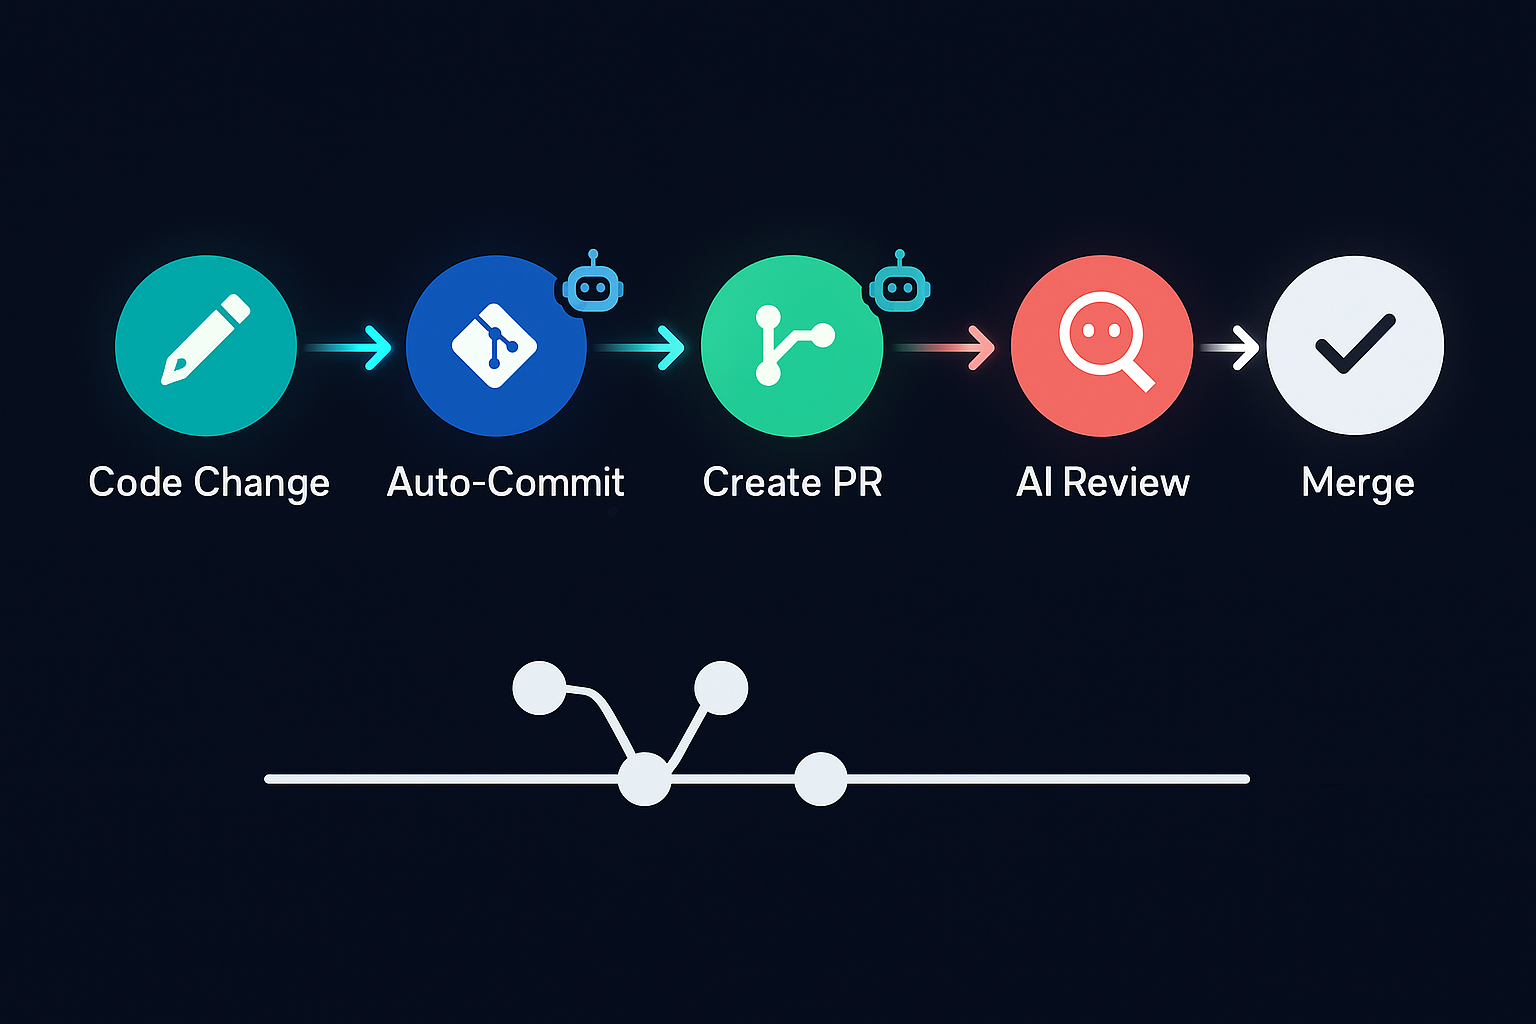 Code Change
Auto-Commit
Create PR
AI Review
Merge